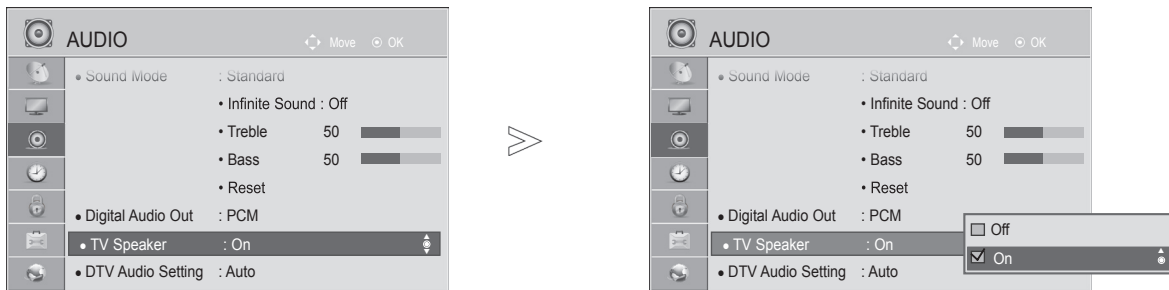 AUDIO
Move OK
• Sound Mode : Standard
• Infinite Sound : Off
• Treble 50
• Bass 50
• Reset
• Digital Audio Out : PCM
• TV Speaker : On
• DTV Audio Setting : Auto
AUDIO
Move OK
• Sound Mode : Standard
• Infinite Sound : Off
• Treble 50
• Bass 50
• Reset
• Digital Audio Out : PCM
• TV Speaker : On
• DTV Audio Setting : Auto
Off
On